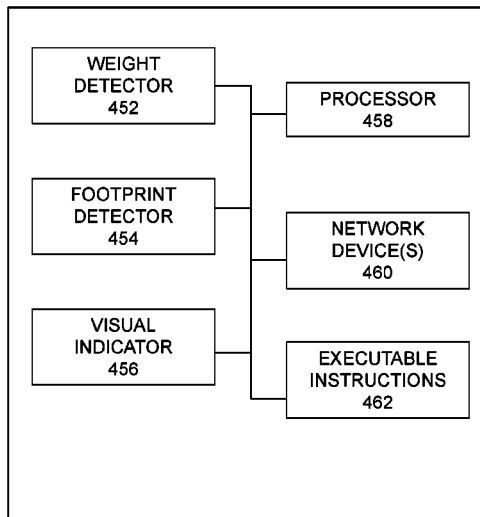 WEIGHT
DETECTOR
452
FOOTPRINT
DETECTOR
454
VISUAL
INDICATOR
456
PROCESSOR
458
NETWORK
DEVICE(S)
460
EXECUTABLE
INSTRUCTIONS
462